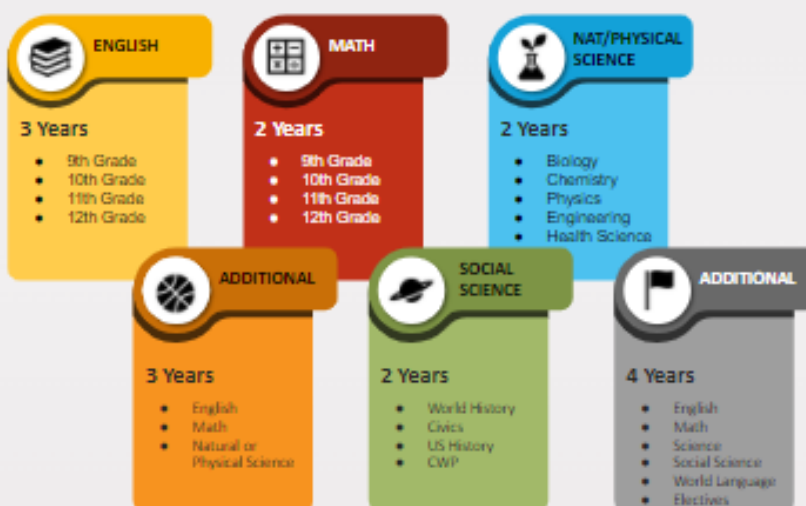 ENGLISH
3 Years
9th Grade
10th Grade
11th Grade
12th Grade
MATH
2 Years
9th Grade
10th Grade
11th Grade
12th Grade
NAT/PHYSICAL
SCIENCE
2 Years
Biology
Chemistry
Physics
Engineering
Health Science
ADDITIONAL
3 Years
English
Math
Natural or
Physical Science
SOCIAL
SCIENCE
2 Years
World History
Civics
US History
CWP
ADDITIONAL
4 Years
English
Math
Science
Social Science
World Language
Electives